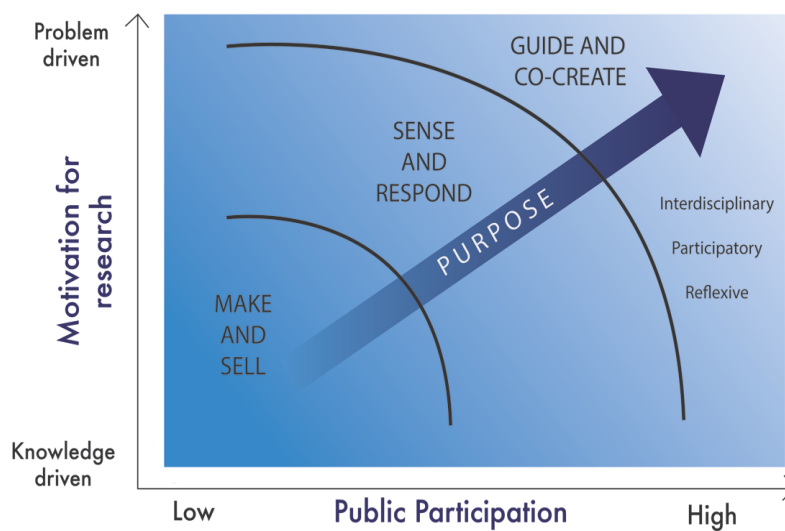 Problem
driven
GUIDE AND
CO-CREATE
SENSE
AND
RESPOND
Motivation for
research
PURPOSE
Interdisciplinary
Participatory
Reflexive
MAKE
AND
SELL
Knowledge
driven
Low
Public Participation
High